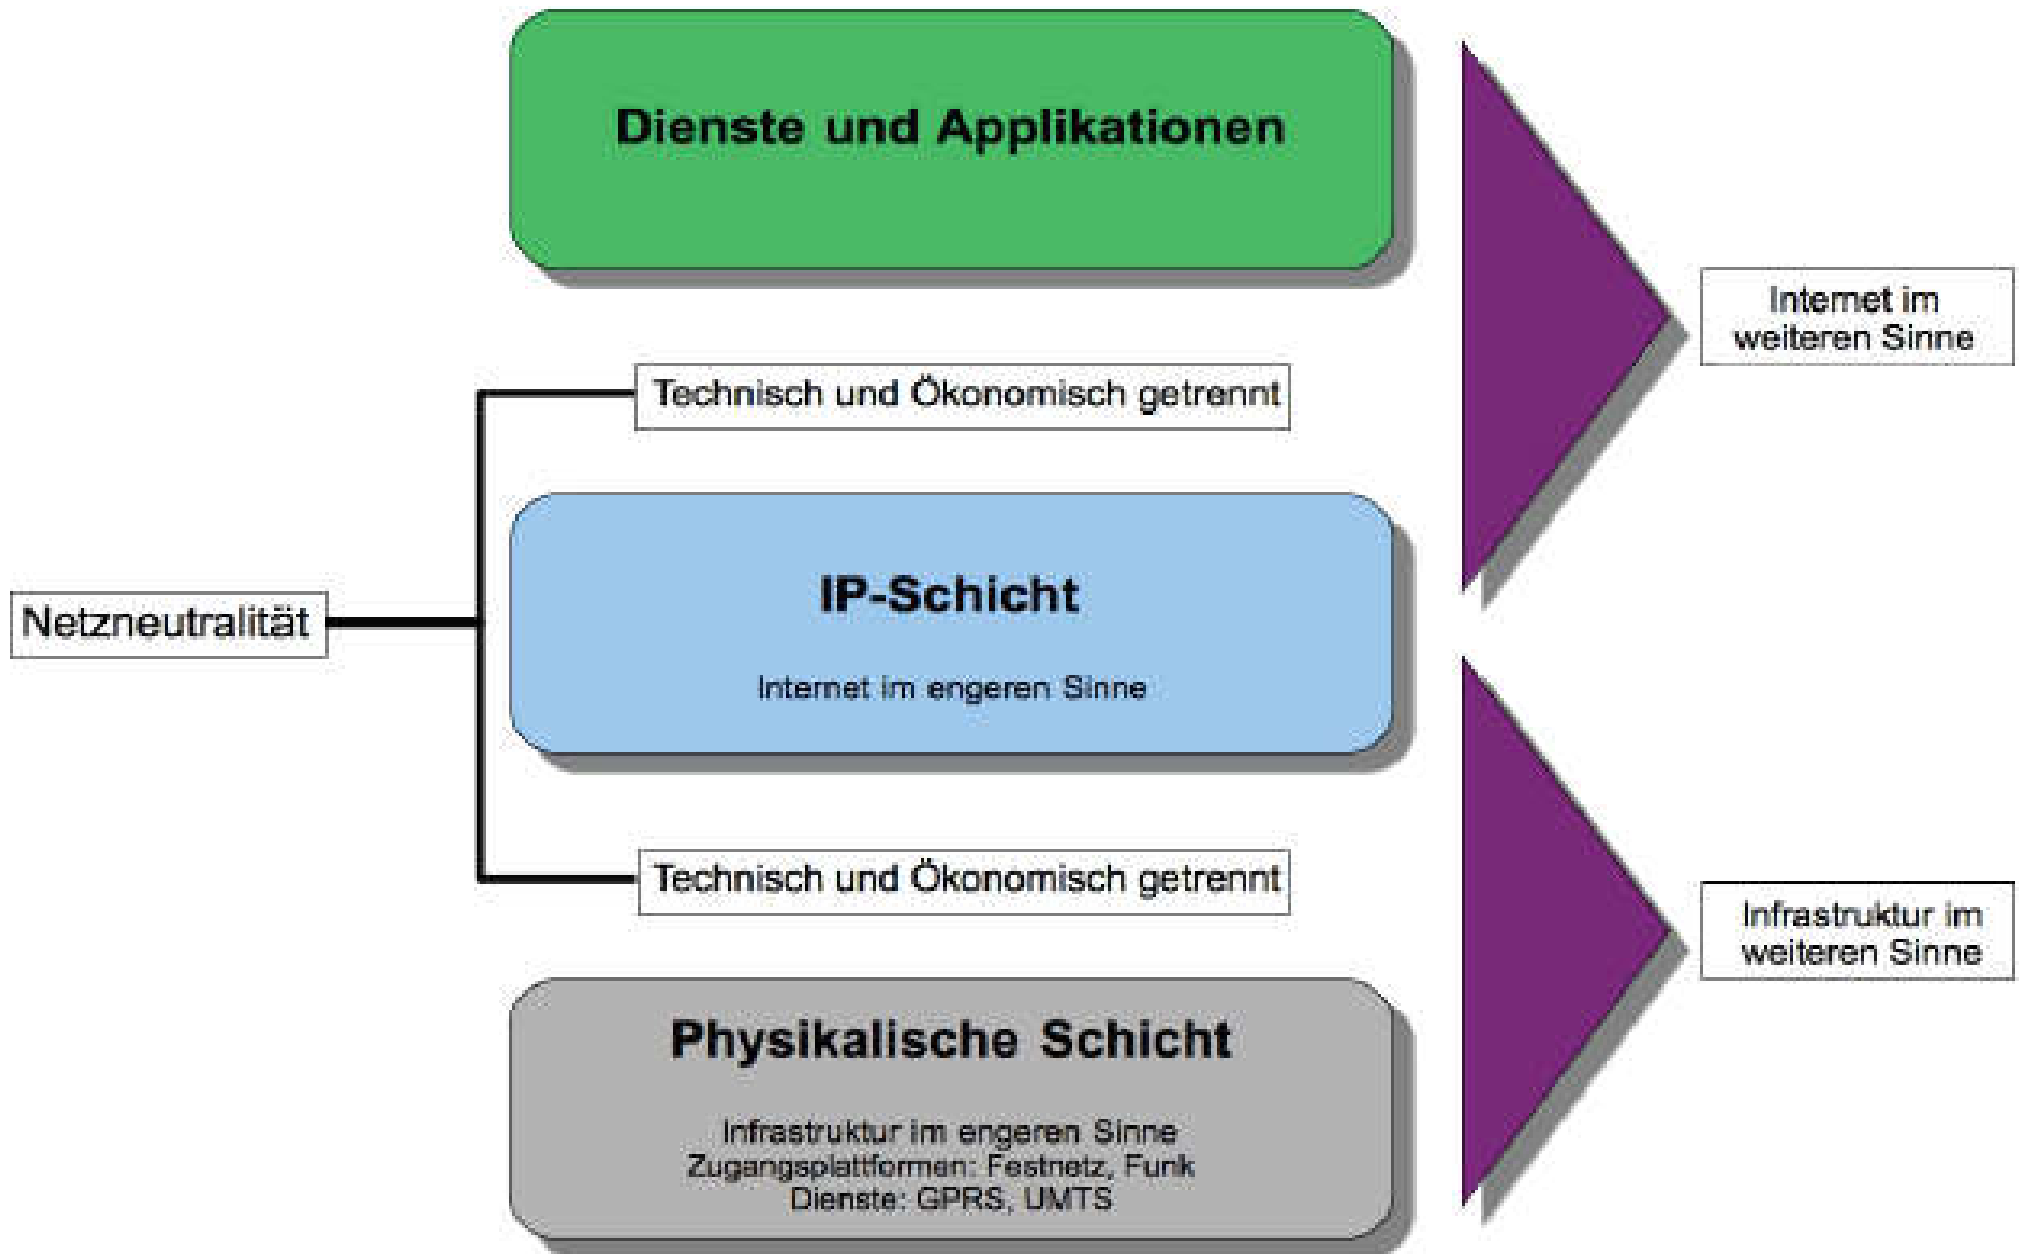 Dienste und Applikationen
Internet im
weiteren Sinne
Technisch und Ökonomisch getrennt
IP-Schicht
Internet im engeren Sinne
Netzneutralität
Technisch und Ökonomisch getrennt
Infrastruktur im
weiteren Sinne
Physikalische Schicht
Infrastruktur im engeren Sinne
Zugangsplattformen: Festnetz, Funk
Dienste: GPRS, UMTS